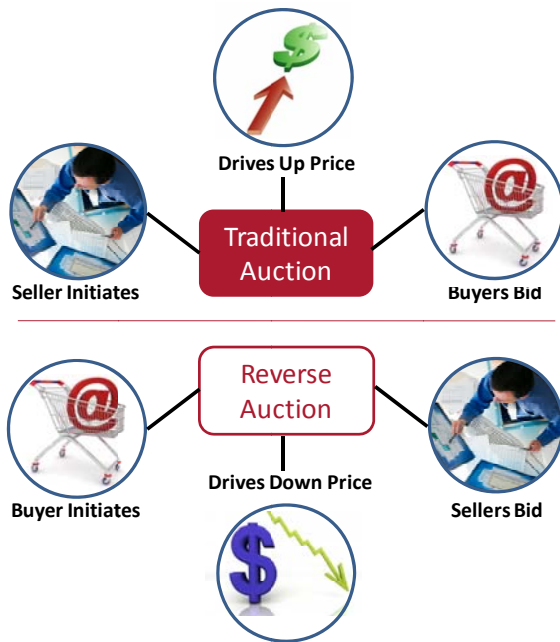 $
Drives Up Price
@
Traditional
Auction
Seller Initiates
Buyers Bid
Reverse
Auction
@
Drives Down Price
Buyer Initiates
Sellers Bid
$